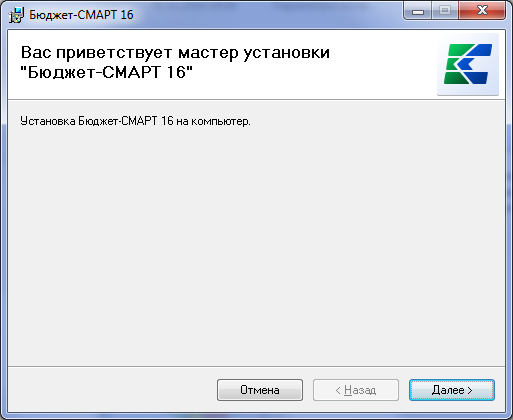 Бюджет-СМАРТ 16
Вас приветствует мастер установки
"Бюджет-СМАРТ 16"
Установка Бюджет-СМАРТ 16 на компьютер.
Отмена
< Назад
Далее >